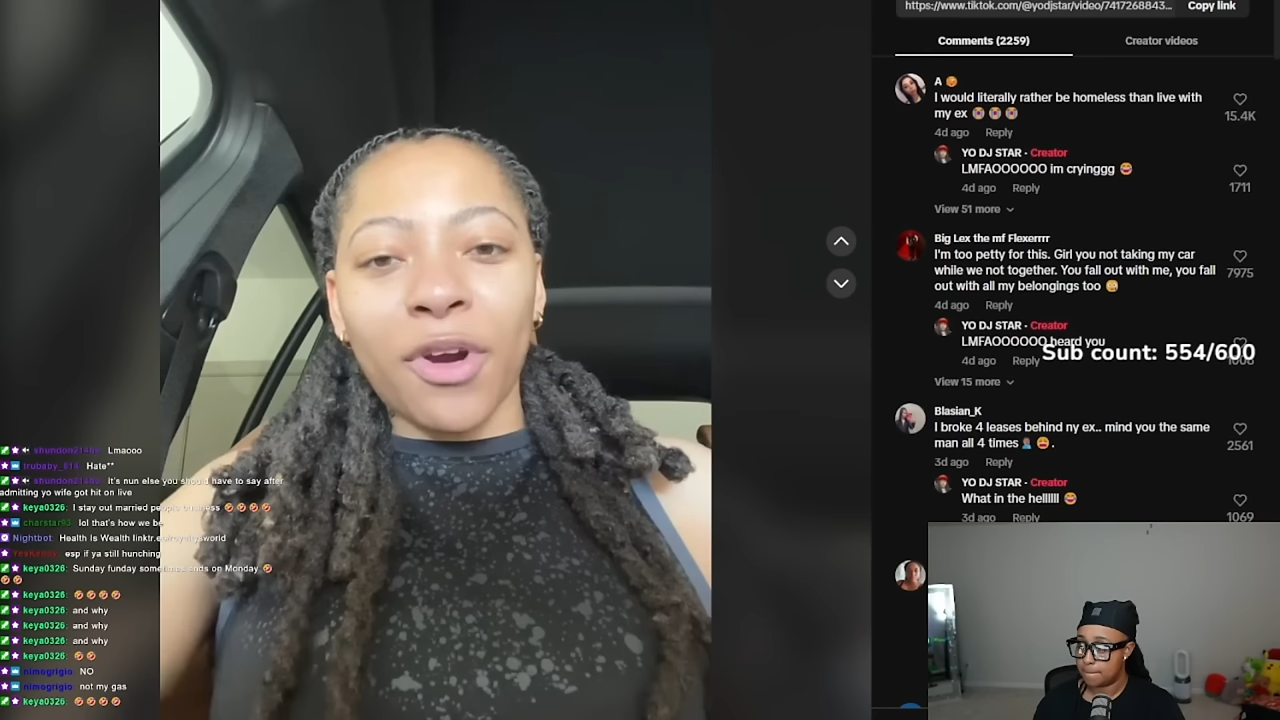 https://www.tiktok.com/@yodjstar/video/7417268843...
Copy link
Comments (2259)
Creator videos
A
I would literally rather be homeless than live with
my ex 😭 😭 😭
15.4K
4d ago Reply
YO DJ STAR · Creator
LMFAOOOOOO im cryinggg 😂
1711
4d ago Reply
View 51 more
Big Lex the mf Flexerrrr
I'm too petty for this. Girl you not taking my car
while we not together. You fall out with me, you fall
out with all my belongings too
7975
4d ago Reply
YO DJ STAR · Creator
LMFAOOOOOO heard you
4d ago Reply
Sub count: 554/600
View 15 more
Blasian_K
I broke 4 leases behind ny ex.. mind you the same
man all 4 times 🤦 😩 .
2561
3d ago Reply
YO DJ STAR · Creator
What in the hellllll 😂
1069
3d ago Reply
Lmaooo
Hate**
It's nun else you should have to say after
admitting yo wife got hit on live
keya0326: I stay out married people business 🤣 🤣 🤣 🤣
charstar93: lol that's how we be
Nightbot: Health Is Wealth
esp if ya still hunching
keya0326: Sunday funday sometimes ends on Monday 🤣
🤣 🤣
keya0326: 🤣 🤣 🤣 🤣
keya0326: and why
keya0326: and why
keya0326: and why
keya0326: 🤣 🤣
nimogrigio NO
nimogrigio not my gas
keya0326: 🤣 🤣 🤣 🤣